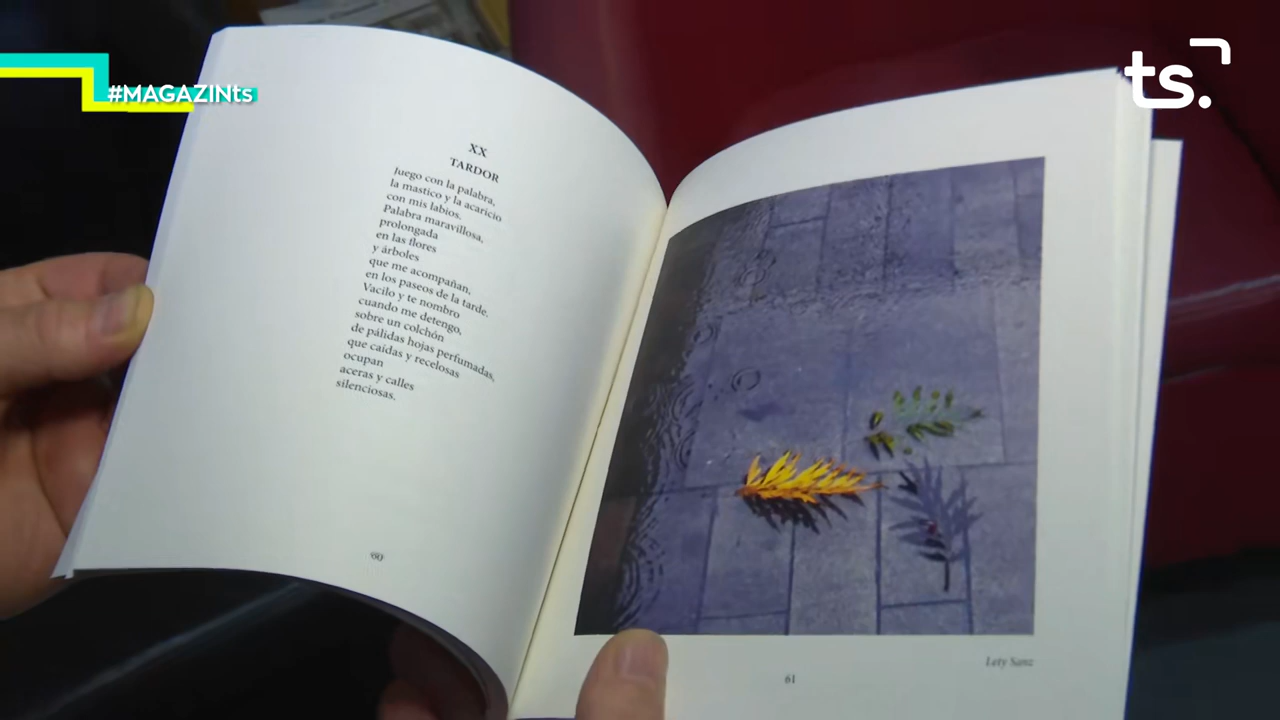 #MAGAZINts
ts.
XX
TARDOR
Juego con la palabra,
la mastico y la acaricio
con mis labios.
Palabra maravillosa,
prolongada
en las flores
y árboles
que me acompañan,
en los paseos de la tarde.
Vacilo y te nombro
cuando me detengo,
sobre un colchón
de pálidas hojas perfumadas,
que caídas y recelosas
ocupan
aceras y calles
silenciosas.
60
Lety Sanz
61